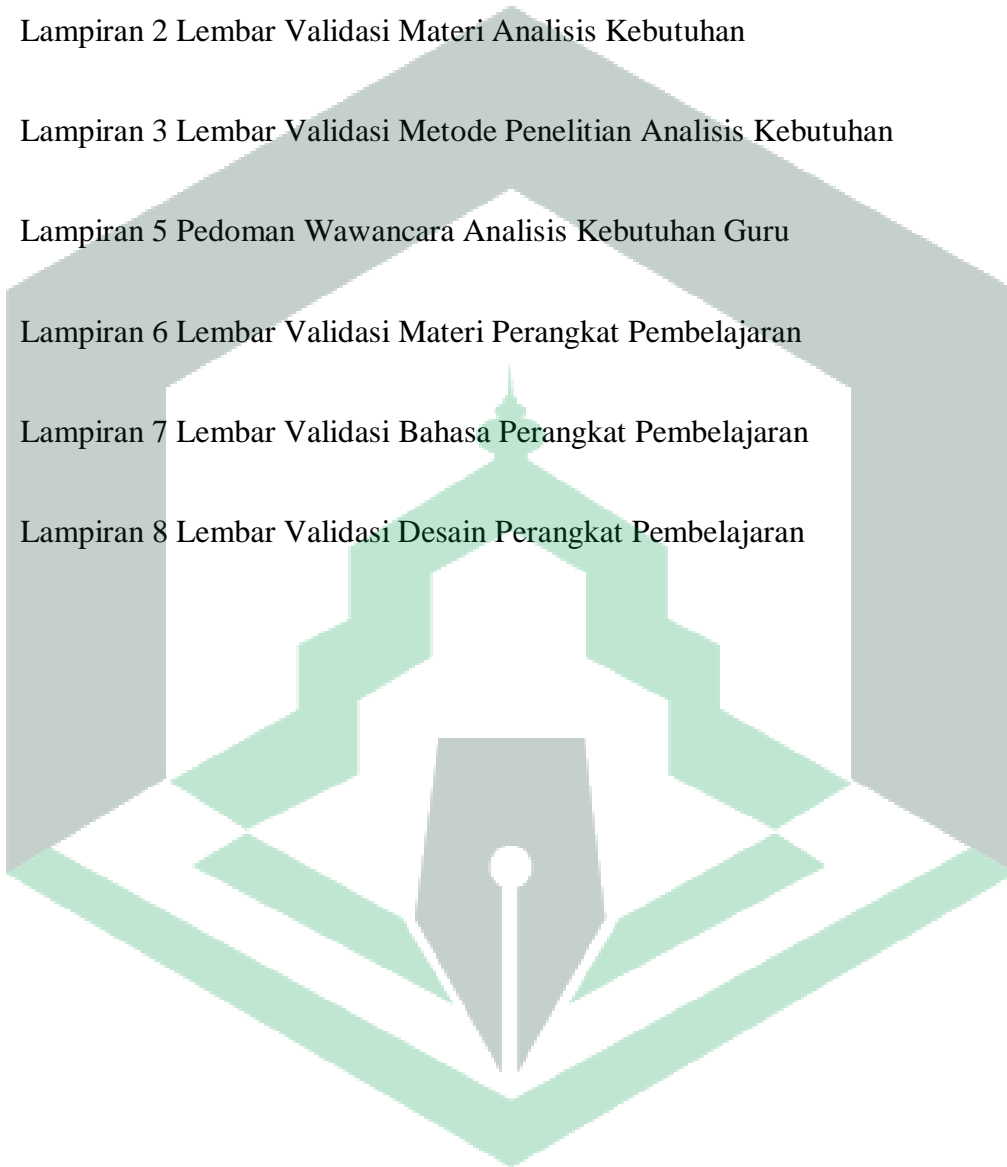 Lampiran 2 Lembar Validasi Materi Analisis Kebutuhan
Lampiran 3 Lembar Validasi Metode Penelitian Analisis Kebutuhan
Lampiran 5 Pedoman Wawancara Analisis Kebutuhan Guru
Lampiran 6 Lembar Validasi Materi Perangkat Pembelajaran
Lampiran 7 Lembar Validasi Bahasa Perangkat Pembelajaran
Lampiran 8 Lembar Validasi Desain Perangkat Pembelajaran